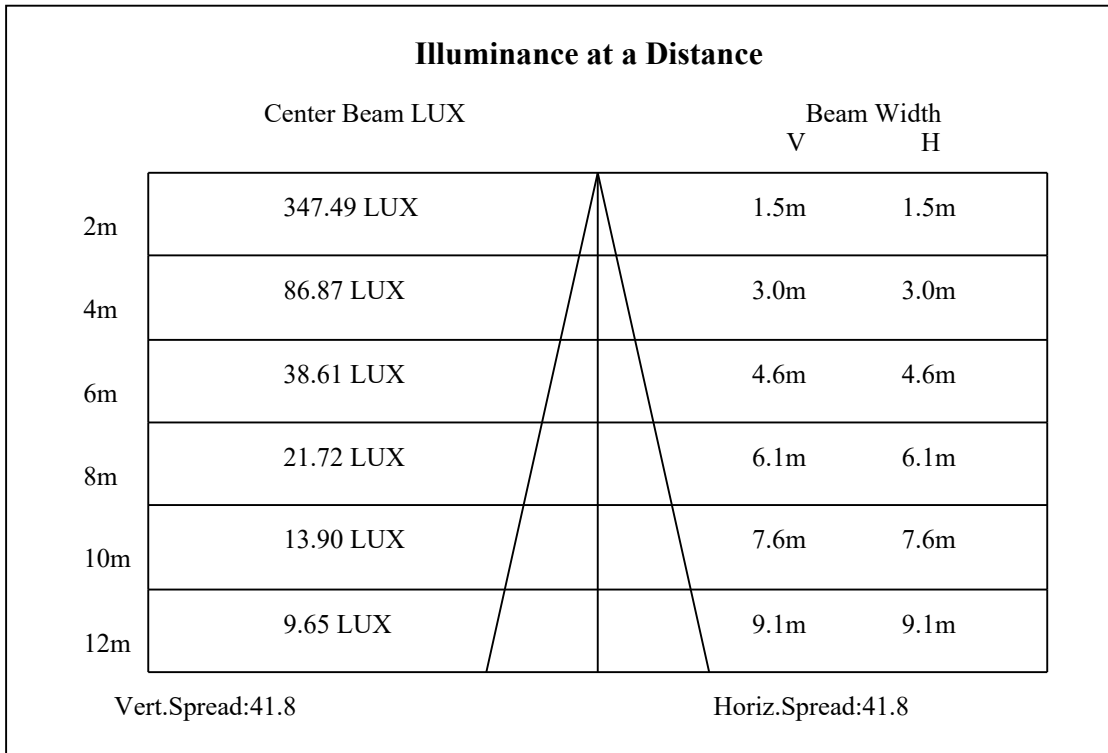 Illuminance at a Distance
Center Beam LUX Beam Width
V H
2m 347.49 LUX 1.5m 1.5m
4m 86.87 LUX 3.0m 3.0m
6m 38.61 LUX 4.6m 4.6m
8m 21.72 LUX 6.1m 6.1m
10m 13.90 LUX 7.6m 7.6m
12m 9.65 LUX 9.1m 9.1m
Vert.Spread:41.8 Horiz.Spread:41.8